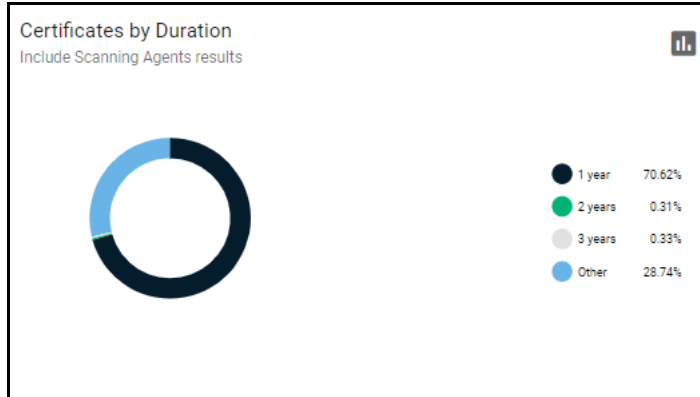 Certificates by Duration
Include Scanning Agents results
1 year 70.62%
2 years 0.31%
3 years 0.33%
Other 28.74%